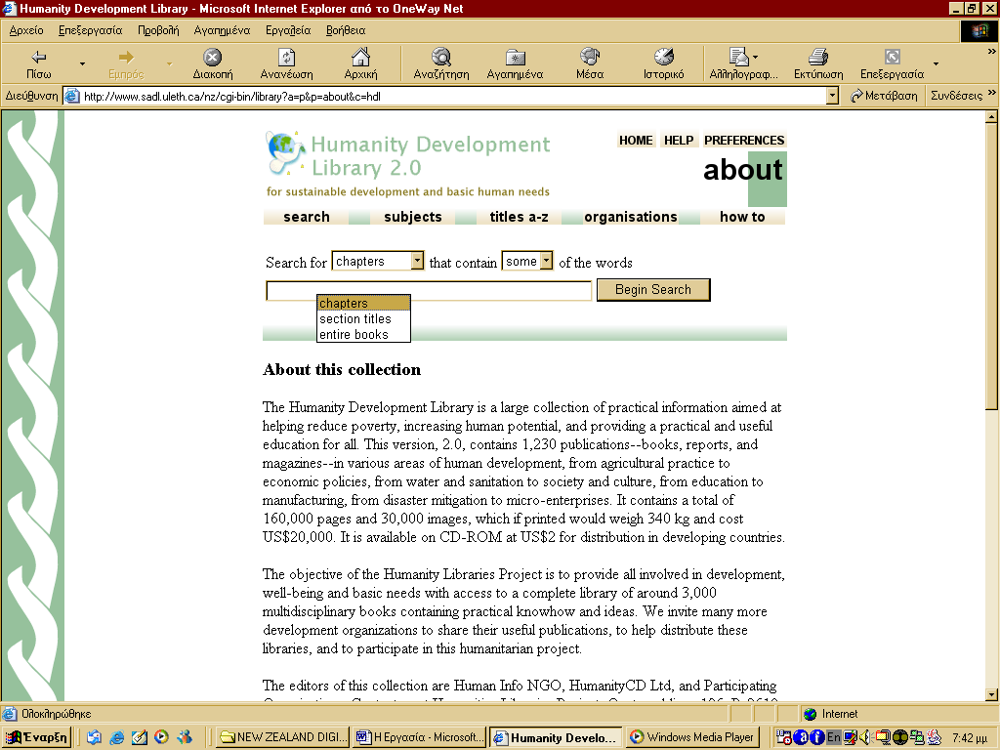 Humanity Development Library - Microsoft Internet Explorer από το OneWay Net
Αρχείο Επεξεργασία Προβολή Αγαπημένα Εργαλεία Βοήθεια
Πίσω Εμπρός Διακοπή Ανανέωση Αρχική Αναζήτηση Αγαπημένα Μέσα Ιστορικό Αλληλογραφ... Εκτύπωση Επεξεργασία
Διεύθυνση http://www.sadl.uleth.ca/nz/cgi-bin/library?a=p&p=about&c=hdl Μετάβαση Συνδέσεις
HOME HELP PREFERENCES
Humanity Development
Library 2.0
about
for sustainable development and basic human needs
search subjects titles a-z organisations how to
Search for chapters that contain some of the words
Begin Search
chapters
section titles
entire books
About this collection
The Humanity Development Library is a large collection of practical information aimed at
helping reduce poverty, increasing human potential, and providing a practical and useful
education for all. This version, 2.0, contains 1,230 publications--books, reports, and
magazines--in various areas of human development, from agricultural practice to
economic policies, from water and sanitation to society and culture, from education to
manufacturing, from disaster mitigation to micro-enterprises. It contains a total of
160,000 pages and 30,000 images, which if printed would weigh 340 kg and cost
US$20,000. It is available on CD-ROM at US$2 for distribution in developing countries.
The objective of the Humanity Libraries Project is to provide all involved in development,
well-being and basic needs with access to a complete library of around 3,000
multidisciplinary books containing practical knowhow and ideas. We invite many more
development organizations to share their useful publications, to help distribute these
libraries, and to participate in this humanitarian project.
The editors of this collection are Human Info NGO, HumanityCD Ltd, and Participating
Ολοκληρώθηκε Internet
Έναρξη NEW ZEALAND DIGI... Η Εργασία - Microsoft... Humanity Develo... Windows Media Player En 7:42 μμ